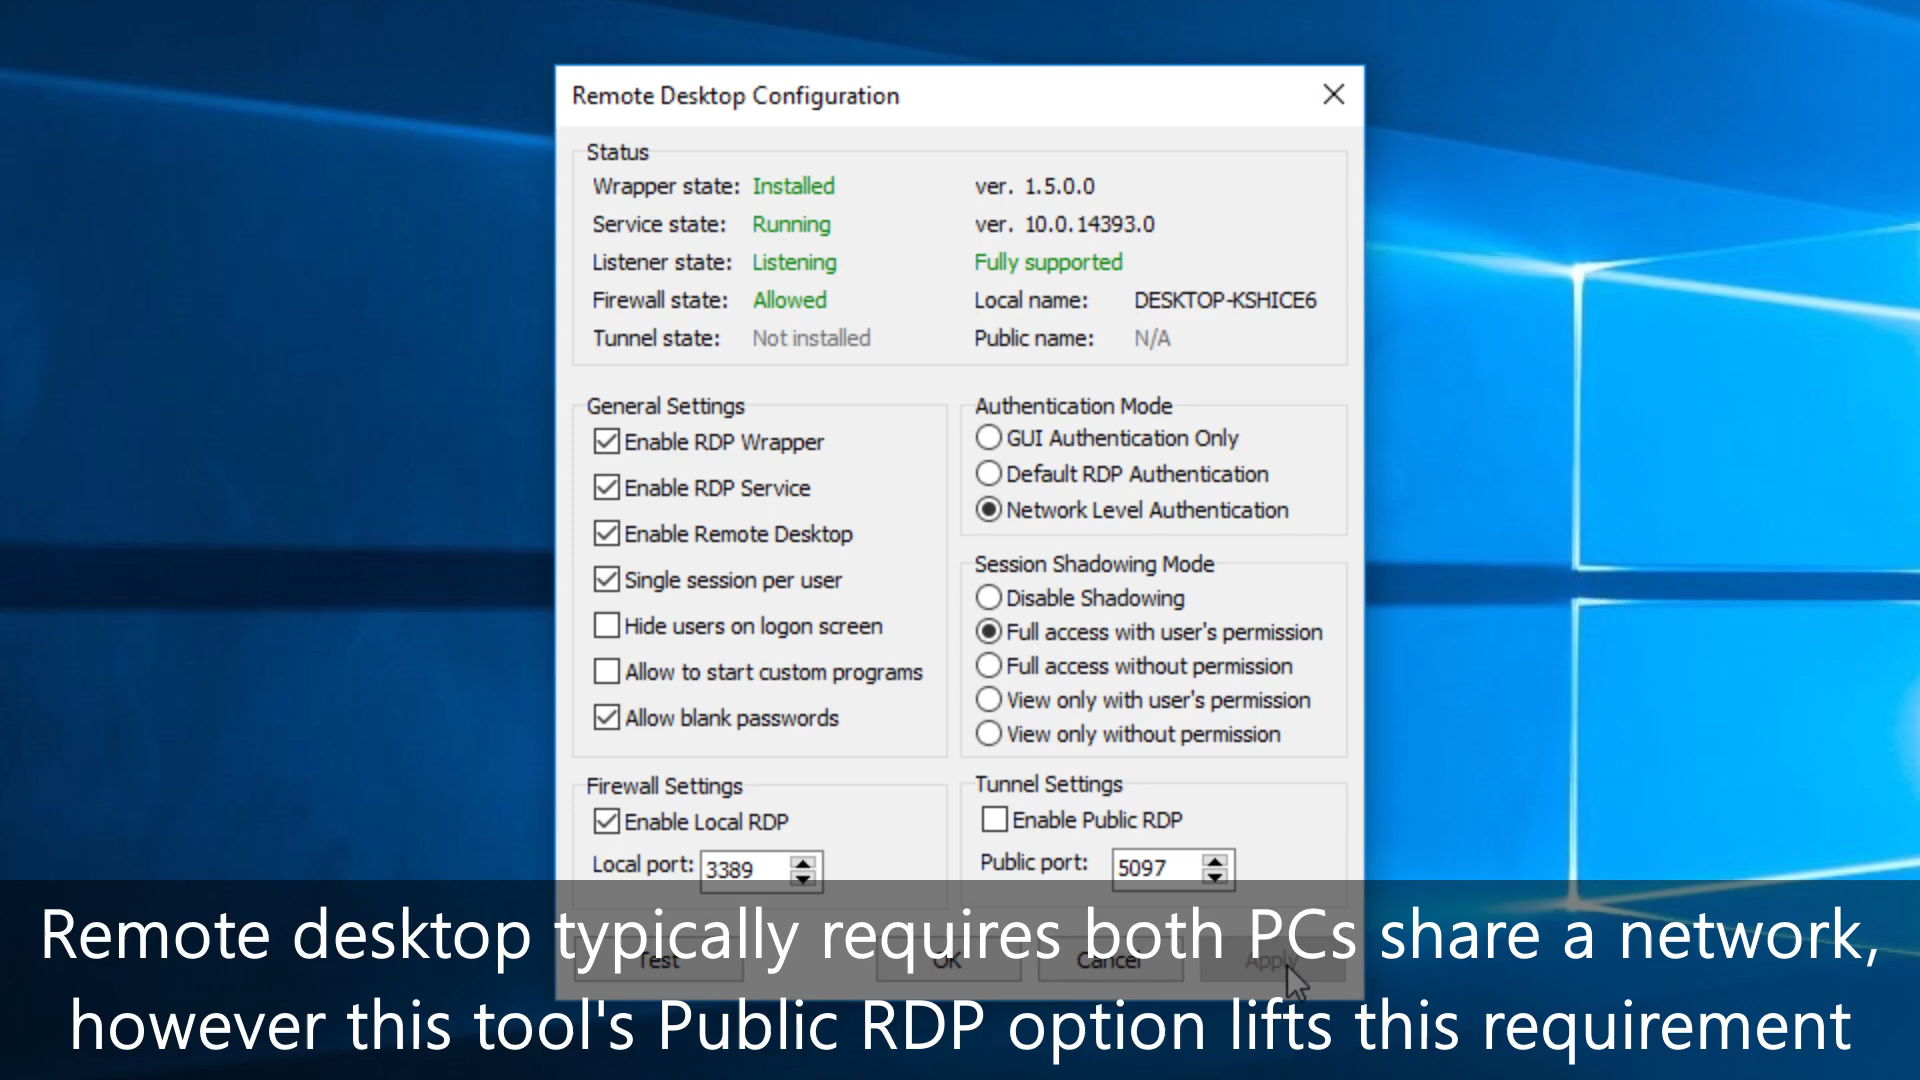 Remote Desktop Configuration
Status
Wrapper state: Installed ver. 1.5.0.0
Service state: Running ver. 10.0.14393.0
Listener state: Listening Fully supported
Firewall state: Allowed Local name: DESKTOP-KSHICE6
Tunnel state: Not installed Public name: N/A
General Settings
Enable RDP Wrapper
Enable RDP Service
Enable Remote Desktop
Single session per user
Hide users on logon screen
Allow to start custom programs
Allow blank passwords
Authentication Mode
GUI Authentication Only
Default RDP Authentication
Network Level Authentication
Session Shadowing Mode
Disable Shadowing
Full access with user's permission
Full access without permission
View only with user's permission
View only without permission
Firewall Settings
Enable Local RDP
Local port: 3389
Tunnel Settings
Enable Public RDP
Public port: 5097
Test OK Cancel Apply
Remote desktop typically requires both PCs share a network,
however this tool's Public RDP option lifts this requirement